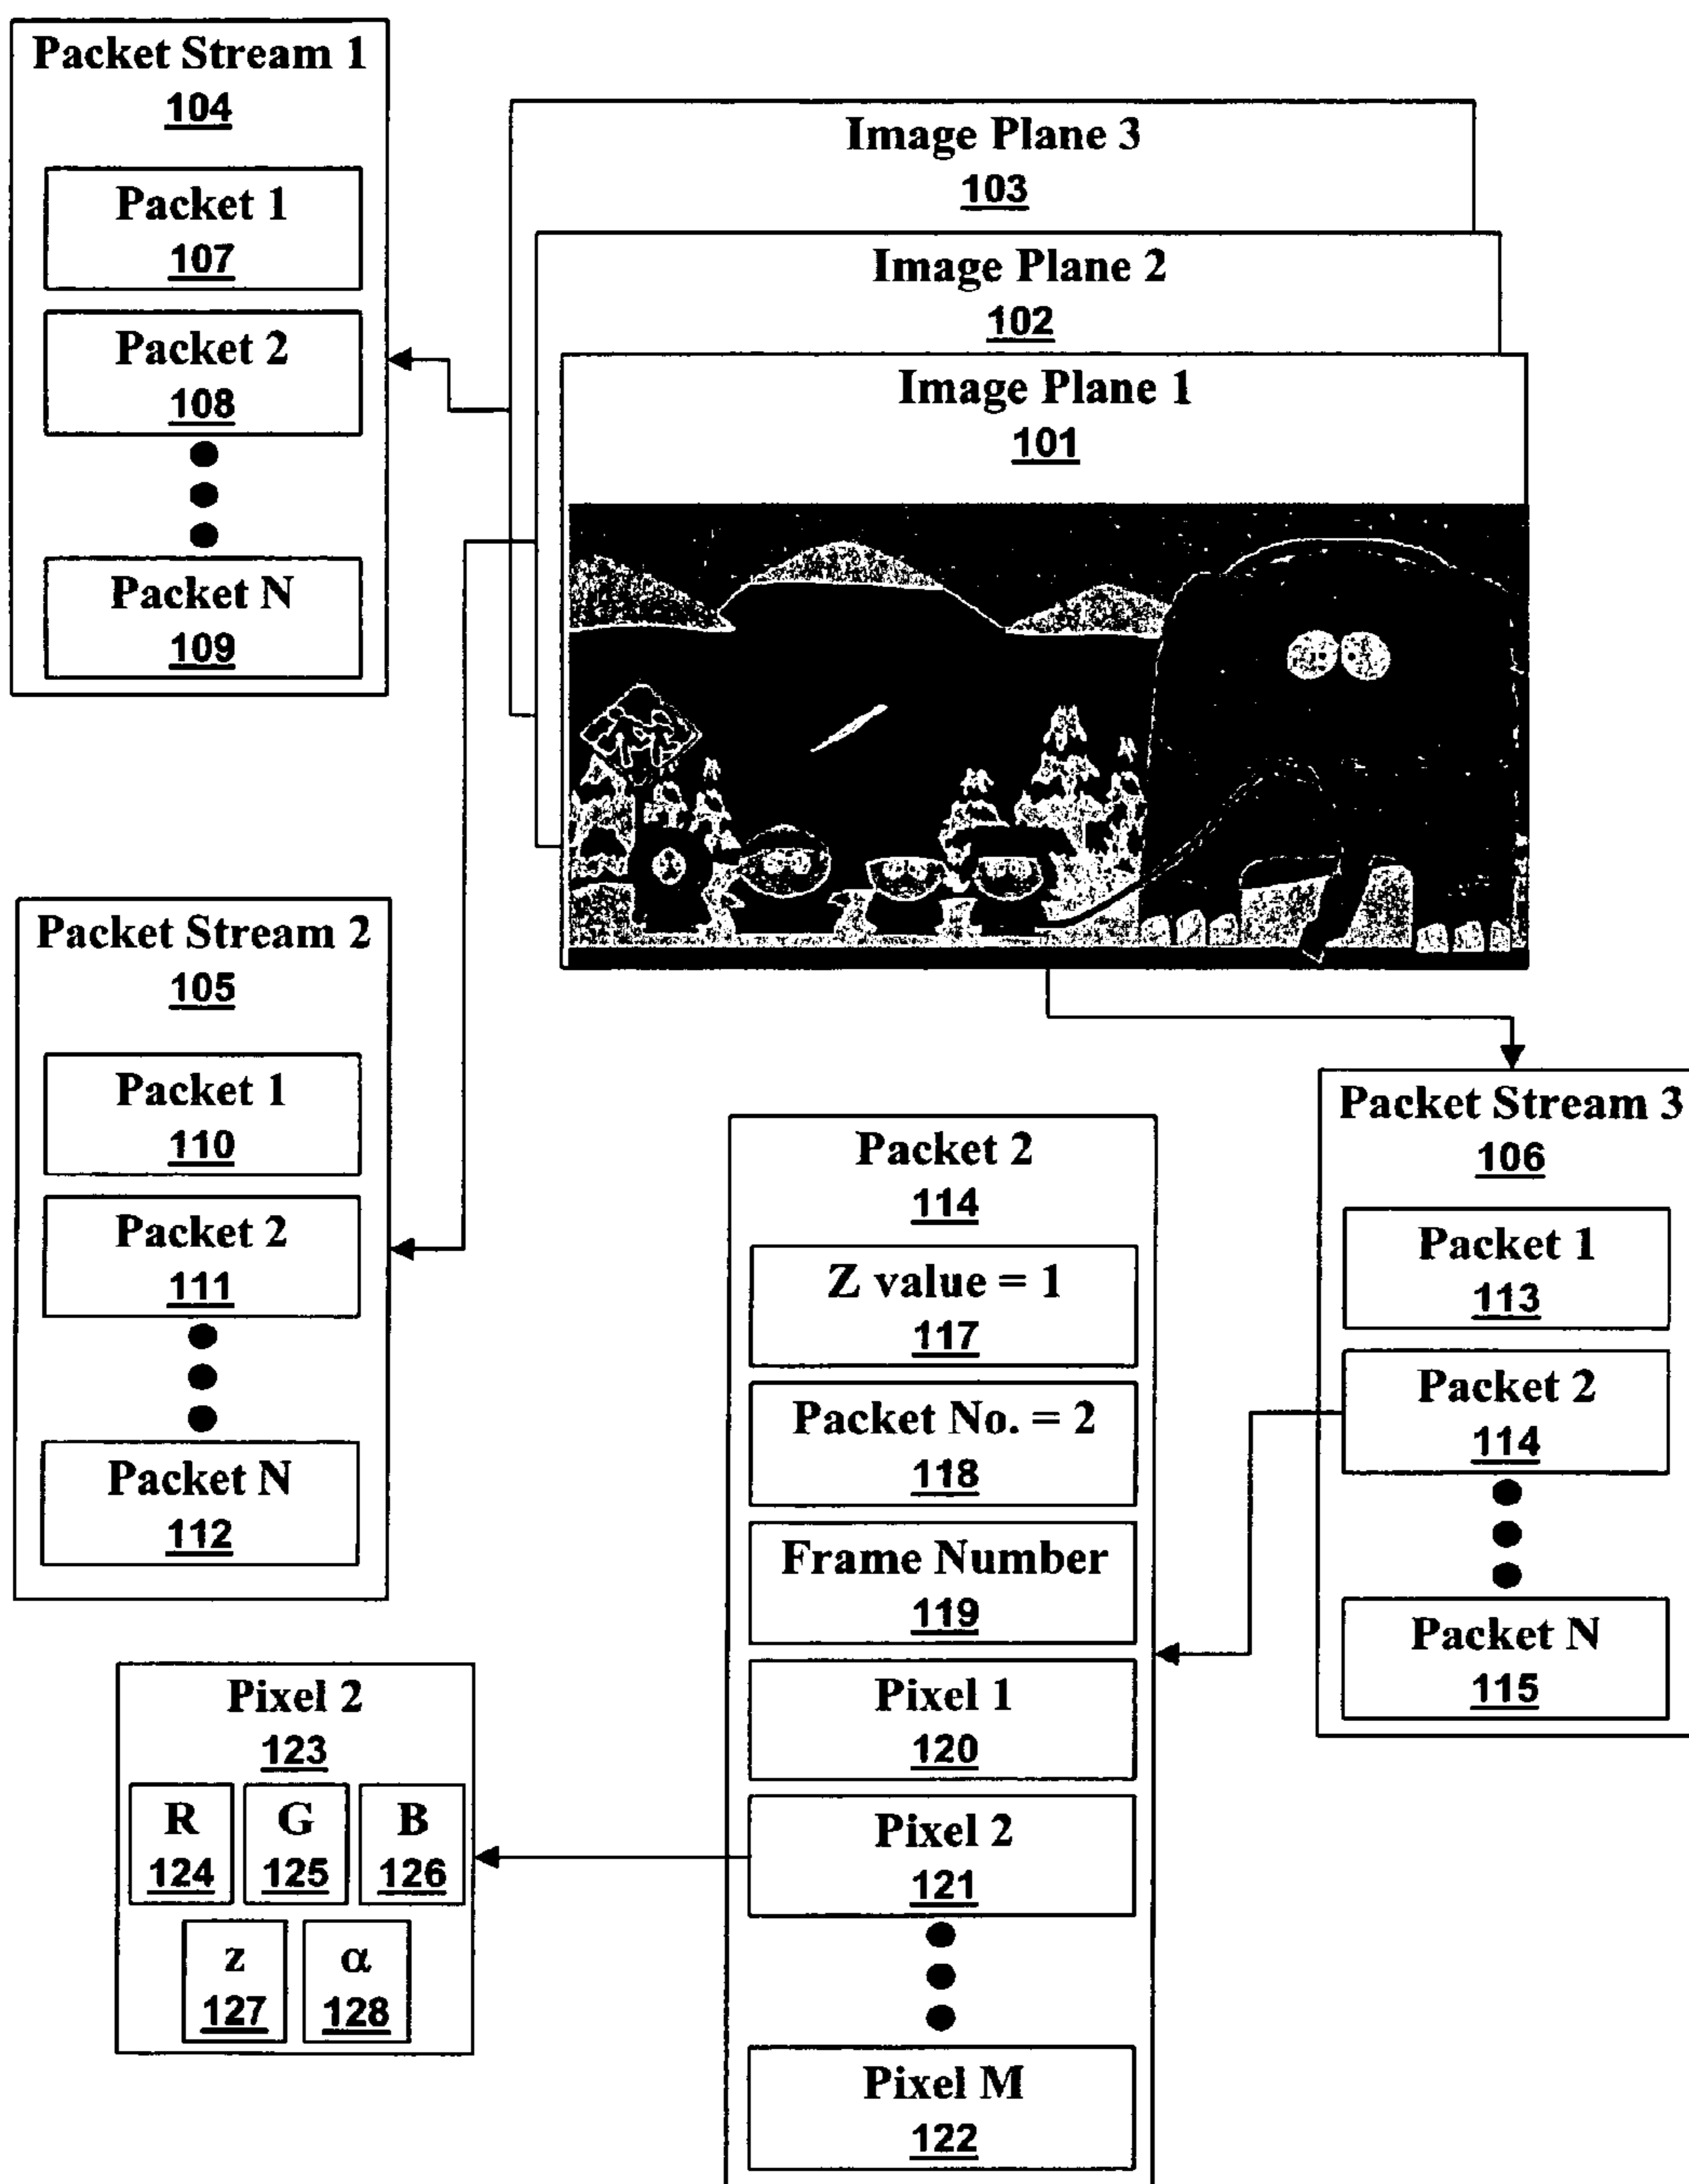 Packet Stream 1
104
Packet 1
107
Packet 2
108
Packet N
109
Image Plane 3
103
Image Plane 2
102
Image Plane 1
101
Packet Stream 2
105
Packet 1
110
Packet 2
111
Packet N
112
Packet Stream 3
106
Packet 1
113
Packet 2
114
Packet N
115
Packet 2
114
Z value = 1
117
Packet No. = 2
118
Frame Number
119
Pixel 1
120
Pixel 2
121
Pixel M
122
Pixel 2
123
R
124
G
125
B
126
z
127
α
128